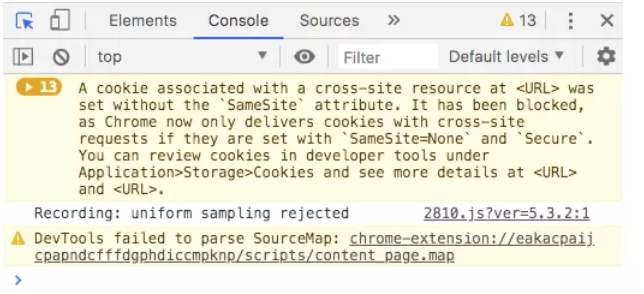 Elements Console Sources » 13
top Filter Default levels
13 A cookie associated with a cross-site resource at <URL> was
set without the `SameSite` attribute. It has been blocked,
as Chrome now only delivers cookies with cross-site
requests if they are set with `SameSite=None` and `Secure`.
You can review cookies in developer tools under
Application>Storage>Cookies and see more details at <URL>
and <URL>.
Recording: uniform sampling rejected 2810.js?ver=5.3.2:1
DevTools failed to parse SourceMap: chrome-extension://eakacpaij
cpapndcfffdgphdiccmpknp/scripts/content_page.map